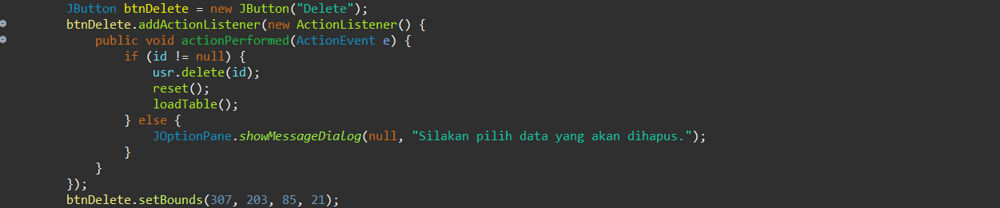 JButton btnDelete = new JButton("Delete");
btnDelete.addActionListener(new ActionListener() {
    public void actionPerformed(ActionEvent e) {
        if (id != null) {
            usr.delete(id);
            reset();
            loadTable();
        } else {
            JOptionPane.showMessageDialog(null, "Silakan pilih data yang akan dihapus.");
        }
    }
});
btnDelete.setBounds(307, 203, 85, 21);